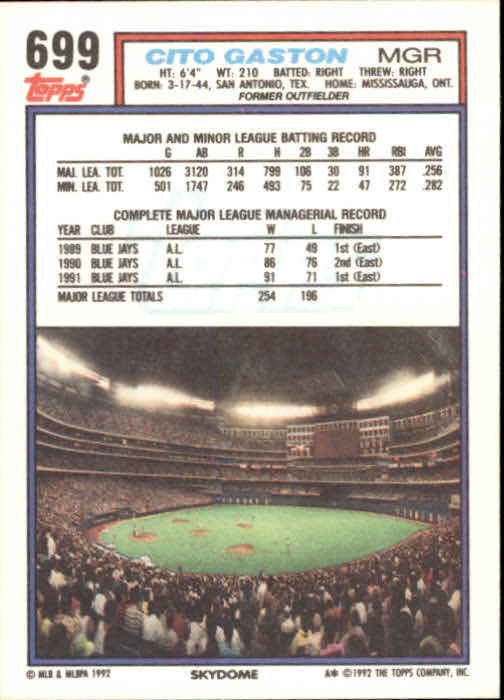 699
Topps®
CITO GASTON MGR
HT: 6'4" WT: 210 BATTED: RIGHT THREW: RIGHT
BORN: 3-17-44, SAN ANTONIO, TEX. HOME: MISSISSAUGA, ONT.
FORMER OUTFIELDER
MAJOR AND MINOR LEAGUE BATTING RECORD
G AB R H 2B 3B HR RBI AVG
MAJ. LEA. TOT. 1026 3120 314 799 106 30 91 387 .256
MIN. LEA. TOT. 501 1747 246 493 75 22 47 272 .282
COMPLETE MAJOR LEAGUE MANAGERIAL RECORD
YEAR CLUB LEAGUE W L FINISH
1989 BLUE JAYS A.L. 77 49 1st (East)
1990 BLUE JAYS A.L. 86 76 2nd (East)
1991 BLUE JAYS A.L. 91 71 1st (East)
MAJOR LEAGUE TOTALS 254 196
© MLB & MLBPA 1992 SKYDOME A* ©1992 THE TOPPS COMPANY, INC.